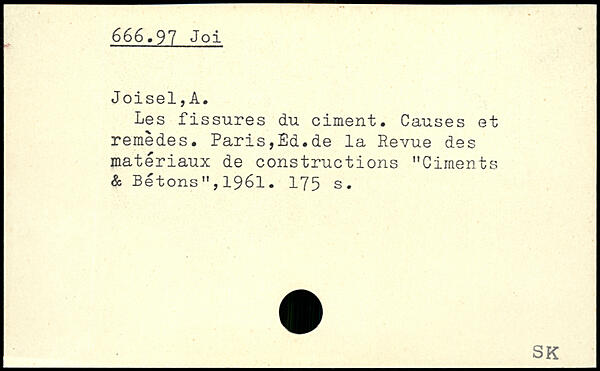 666.97 Joi
Joisel,A.
Les fissures du ciment. Causes et
remèdes. Paris,Ed.de la Revue des
matériaux de constructions "Ciments
& Bétons",1961. 175 s.
SK